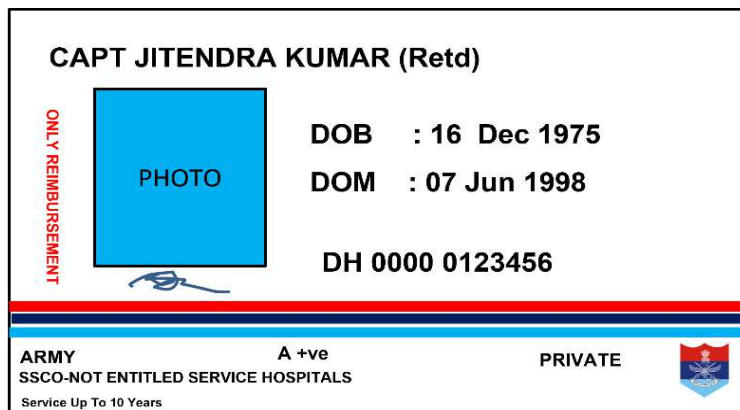 CAPT JITENDRA KUMAR (Retd)
ONLY REIMBURSEMENT
PHOTO
DOB : 16 Dec 1975
DOM : 07 Jun 1998
DH 0000 0123456
ARMY
A +ve
PRIVATE
SSCO-NOT ENTITLED SERVICE HOSPITALS
Service Up To 10 Years